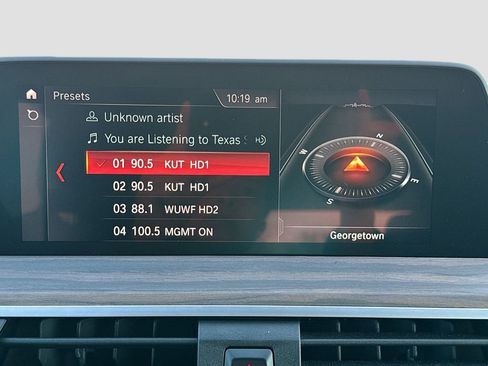 Presets
10:19 am
Unknown artist
You are Listening to Texas S
01 90.5 KUT HD1
02 90.5 KUT HD1
03 88.1 WUWF HD2
04 100.5 MGMT ON
N
E
S
W
Georgetown